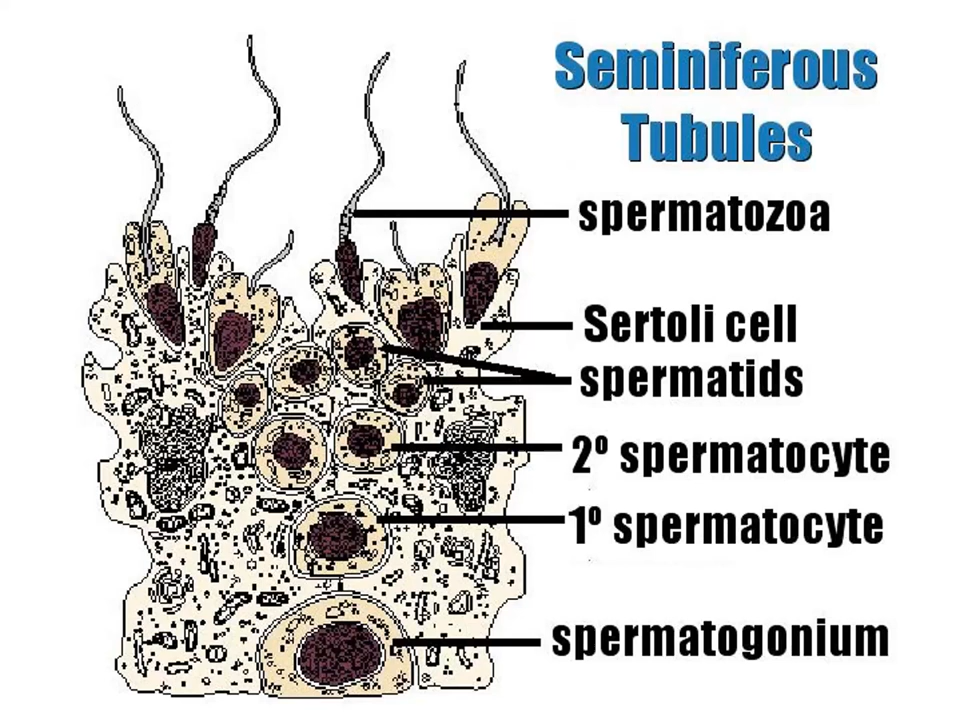 Seminiferous
Tubules
spermatozoa
Sertoli cell
spermatids
2º spermatocyte
1º spermatocyte
spermatogonium